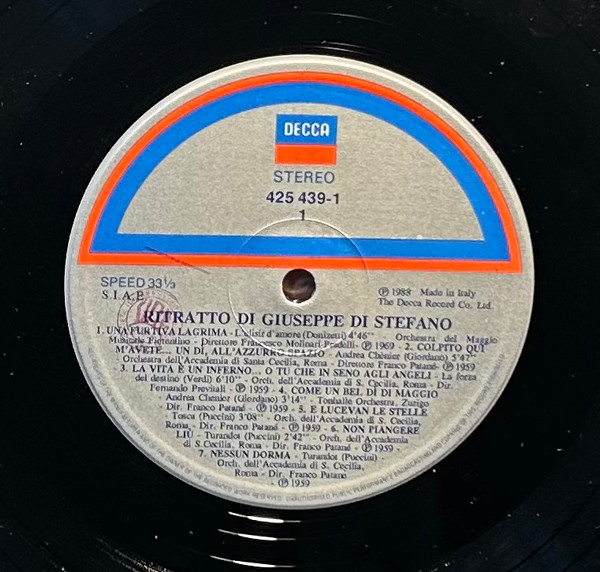 DECCA
STEREO
425 439-1
1
SPEED 33⅓
S.I.A.E.
℗ 1988 Made in Italy
The Decca Record Co. Ltd.
RITRATTO DI GIUSEPPE DI STEFANO
1. UNA FURTIVA LAGRIMA - L'elisir d'amore (Donizetti) 4'46" - Orchestra del Maggio
Musicale Fiorentino - Direttore Francesco Molinari Pradelli - ℗ 1969 - 2. COLPITO QUI
M'AVETE... UN DI, ALL'AZZURRO SPAZIO - Andrea Chénier (Giordano) 5'47"
Orchestra dell'Accademia di Santa Cecilia, Roma - Direttore Franco Patané - ℗ 1959
3. LA VITA È UN INFERNO... O TU CHE IN SENO AGLI ANGELI - La forza
del destino (Verdi) 6'10" - Orch. dell'Accademia di S. Cecilia, Roma - Dir.
Fernando Previtali - ℗ 1959 - 4. COME UN BEL DI DI MAGGIO
Andrea Chenier (Giordano) 3'14" - Tonhalle Orchestra, Zurigo
Dir. Franco Patané - ℗ 1959 - 5. E LUCEVAN LE STELLE
Tosca (Puccini) 3'08" - Orch. dell'Accademia di S. Cecilia,
Roma - Dir. Franco Patané - ℗ 1959 - 6. NON PIANGERE
LIÙ - Turandot (Puccini) 2'42" - Orch. dell'Accademia
di S. Cecilia, Roma - Dir. Franco Patané - ℗ 1959 -
7. NESSUN DORMA - Turandot (Puccini) -
Orch. dell'Accademia di S. Cecilia,
Roma - Dir. Franco Patané -
℗ 1959